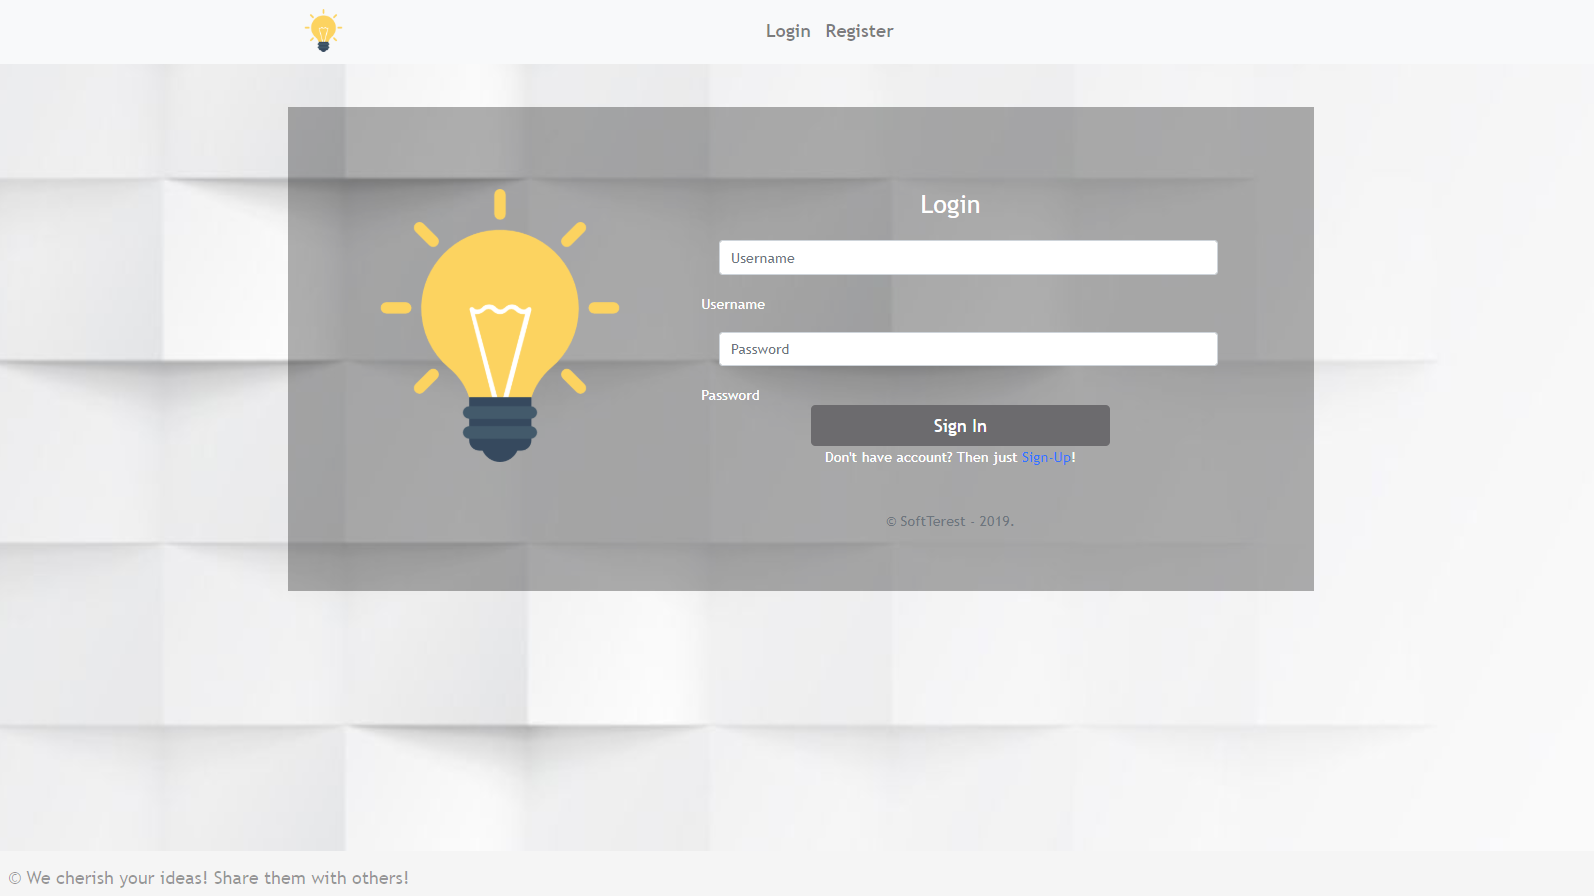 Login Register
Login
Username
Username
Password
Password
Sign In
Don't have account? Then just Sign-Up!
© SoftTerest - 2019.
© We cherish your ideas! Share them with others!